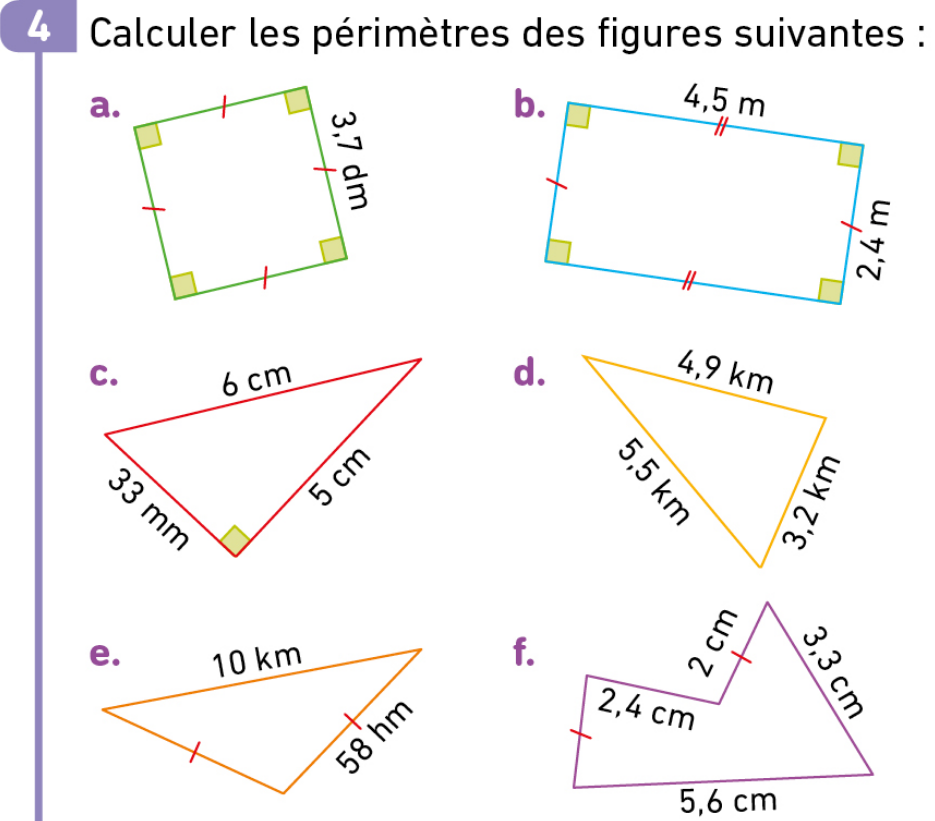 4 Calculer les périmètres des figures suivantes :
a.
3,7 dm
b.
4,5 m
2,4 m
c.
6 cm
33 mm
5 cm
d.
4,9 km
5,5 km
3,2 km
e.
10 km
58 hm
f.
2 cm
3,3 cm
2,4 cm
5,6 cm